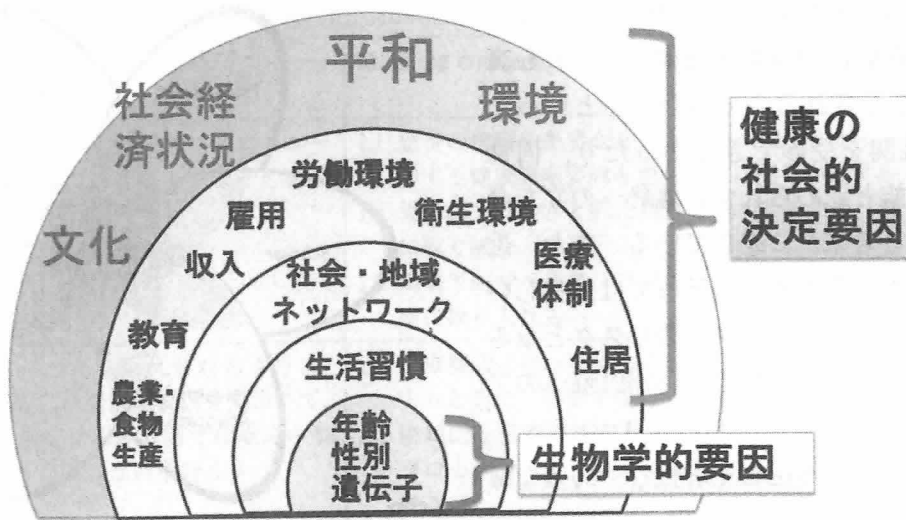 平和
社会経
済状況
環境
文化
労働環境
雇用
衛生環境
収入
医療
体制
教育
住居
農業・
食物
生産
社会・地域
ネットワーク
生活習慣
年齢
性別
遺伝子
健康の
社会的
決定要因
生物学的要因